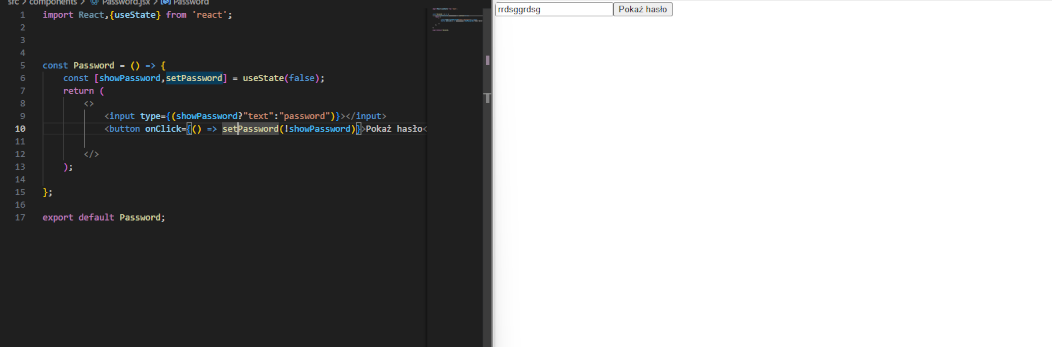 src > components > Password.jsx > Password
1 import React,{useState} from 'react';
2
3
4
5 const Password = () => {
6 const [showPassword,setPassword] = useState(false);
7 return (
8 <>
9 <input type={(showPassword?"text":"password")}></input>
10 <button onClick={() => setPassword(!showPassword)}>Pokaż hasło<
11
12 </>
13 );
14
15 };
16
17 export default Password;
rrdsggrdsg Pokaż hasło